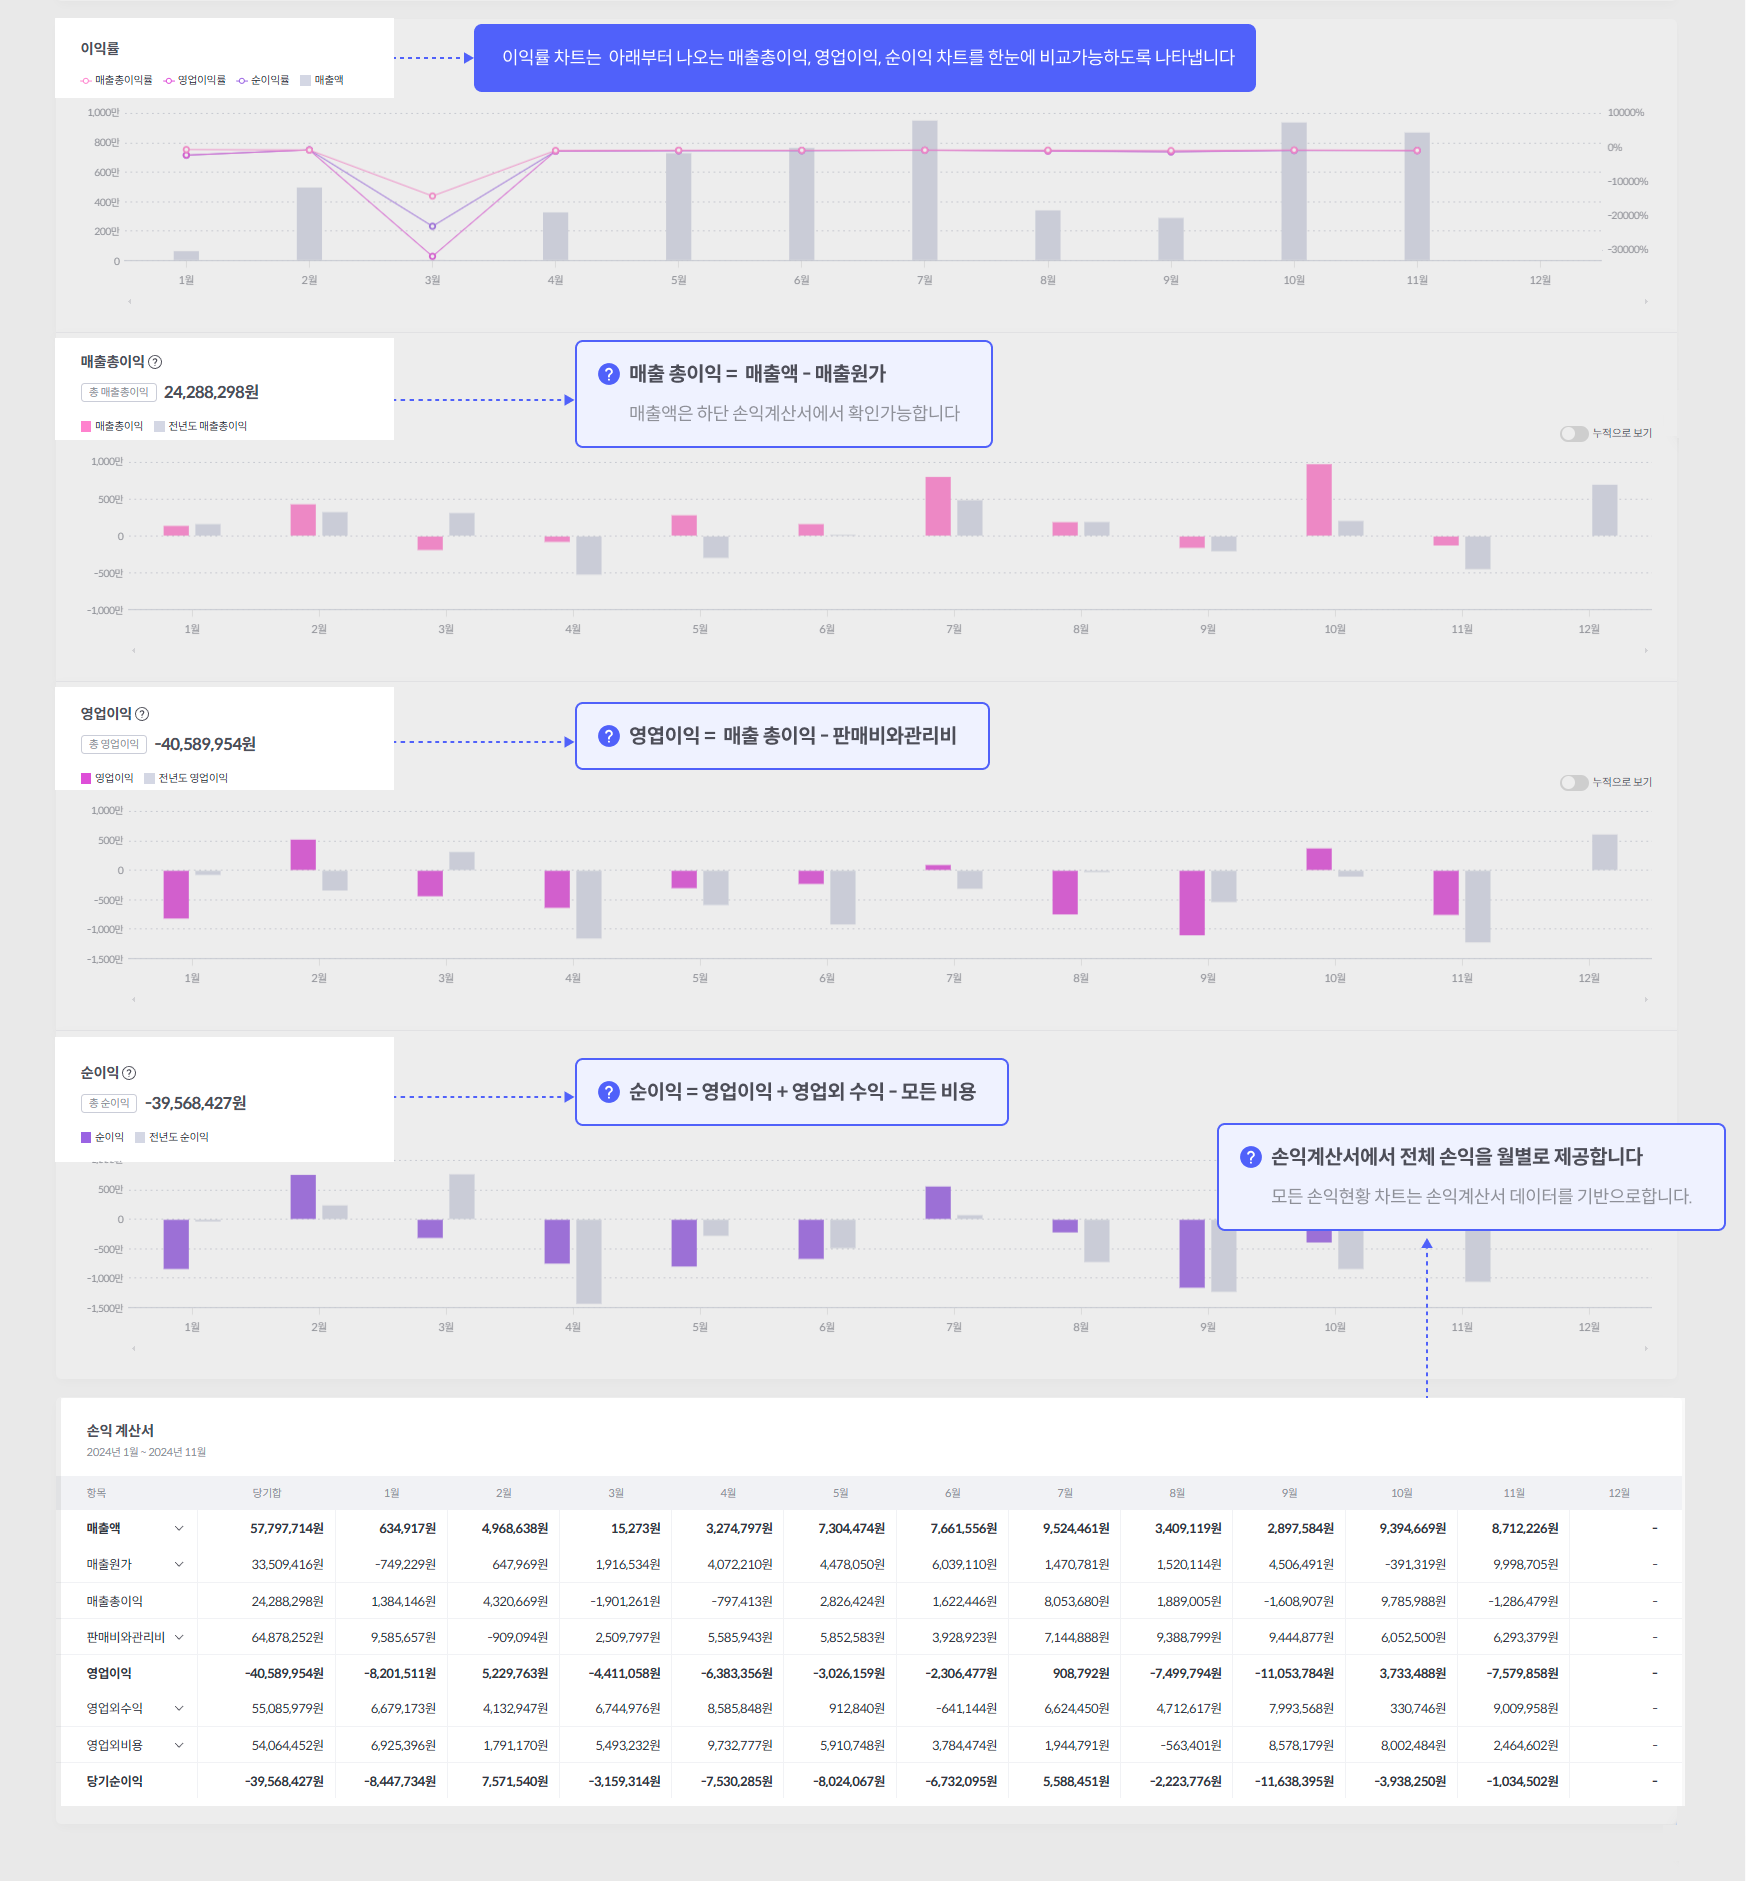 이익률
매출총이익률 영업이익률 순이익률 매출액
이익률 차트는 아래부터 나오는 매출총이익, 영업이익, 순이익 차트를 한눈에 비교가능하도록 나타냅니다
1,000만 10000%
800만 0%
600만 -10000%
400만 -20000%
200만 -30000%
0
1월 2월 3월 4월 5월 6월 7월 8월 9월 10월 11월 12월
매출총이익 ?
총 매출총이익 24,288,298원
매출총이익 전년도 매출총이익
? 매출 총이익 = 매출액 - 매출원가
매출액은 하단 손익계산서에서 확인가능합니다
누적으로 보기
1,000만
500만
0
-500만
-1,000만
1월 2월 3월 4월 5월 6월 7월 8월 9월 10월 11월 12월
영업이익 ?
총 영업이익 -40,589,954원
영업이익 전년도 영업이익
? 영엽이익 = 매출 총이익 - 판매비와관리비
누적으로 보기
1,000만
500만
0
-500만
-1,000만
-1,500만
1월 2월 3월 4월 5월 6월 7월 8월 9월 10월 11월 12월
순이익 ?
총 순이익 -39,568,427원
순이익 전년도 순이익
? 순이익 = 영업이익 + 영업외 수익 - 모든 비용
? 손익계산서에서 전체 손익을 월별로 제공합니다
모든 손익현황 차트는 손익계산서 데이터를 기반으로합니다.
500만
0
-500만
-1,000만
-1,500만
1월 2월 3월 4월 5월 6월 7월 8월 9월 10월 11월 12월
손익 계산서
2024년 1월 ~ 2024년 11월
항목 당기합 1월 2월 3월 4월 5월 6월 7월 8월 9월 10월 11월 12월
매출액 57,797,714원 634,917원 4,968,638원 15,273원 3,274,797원 7,304,474원 7,661,556원 9,524,461원 3,409,119원 2,897,584원 9,394,669원 8,712,226원 -
매출원가 33,509,416원 -749,229원 647,969원 1,916,534원 4,072,210원 4,478,050원 6,039,110원 1,470,781원 1,520,114원 4,506,491원 -391,319원 9,998,705원 -
매출총이익 24,288,298원 1,384,146원 4,320,669원 -1,901,261원 -797,413원 2,826,424원 1,622,446원 8,053,680원 1,889,005원 -1,608,907원 9,785,988원 -1,286,479원 -
판매비와관리비 64,878,252원 9,585,657원 -909,094원 2,509,797원 5,585,943원 5,852,583원 3,928,923원 7,144,888원 9,388,799원 9,444,877원 6,052,500원 6,293,379원 -
영업이익 -40,589,954원 -8,201,511원 5,229,763원 -4,411,058원 -6,383,356원 -3,026,159원 -2,306,477원 908,792원 -7,499,794원 -11,053,784원 3,733,488원 -7,579,858원 -
영업외수익 55,085,979원 6,679,173원 4,132,947원 6,744,976원 8,585,848원 912,840원 -641,144원 6,624,450원 4,712,617원 7,993,568원 330,746원 9,009,958원 -
영업외비용 54,064,452원 6,925,396원 1,791,170원 5,493,232원 9,732,777원 5,910,748원 3,784,474원 1,944,791원 -563,401원 8,578,179원 8,002,484원 2,464,602원 -
당기순이익 -39,568,427원 -8,447,734원 7,571,540원 -3,159,314원 -7,530,285원 -8,024,067원 -6,732,095원 5,588,451원 -2,223,776원 -11,638,395원 -3,938,250원 -1,034,502원 -